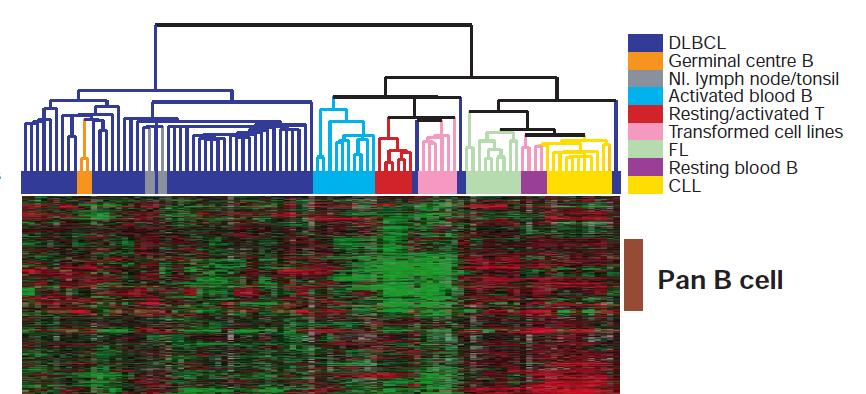 DLBCL
Germinal centre B
Nl. lymph node/tonsil
Activated blood B
Resting/activated T
Transformed cell lines
FL
Resting blood B
CLL
Pan B cell